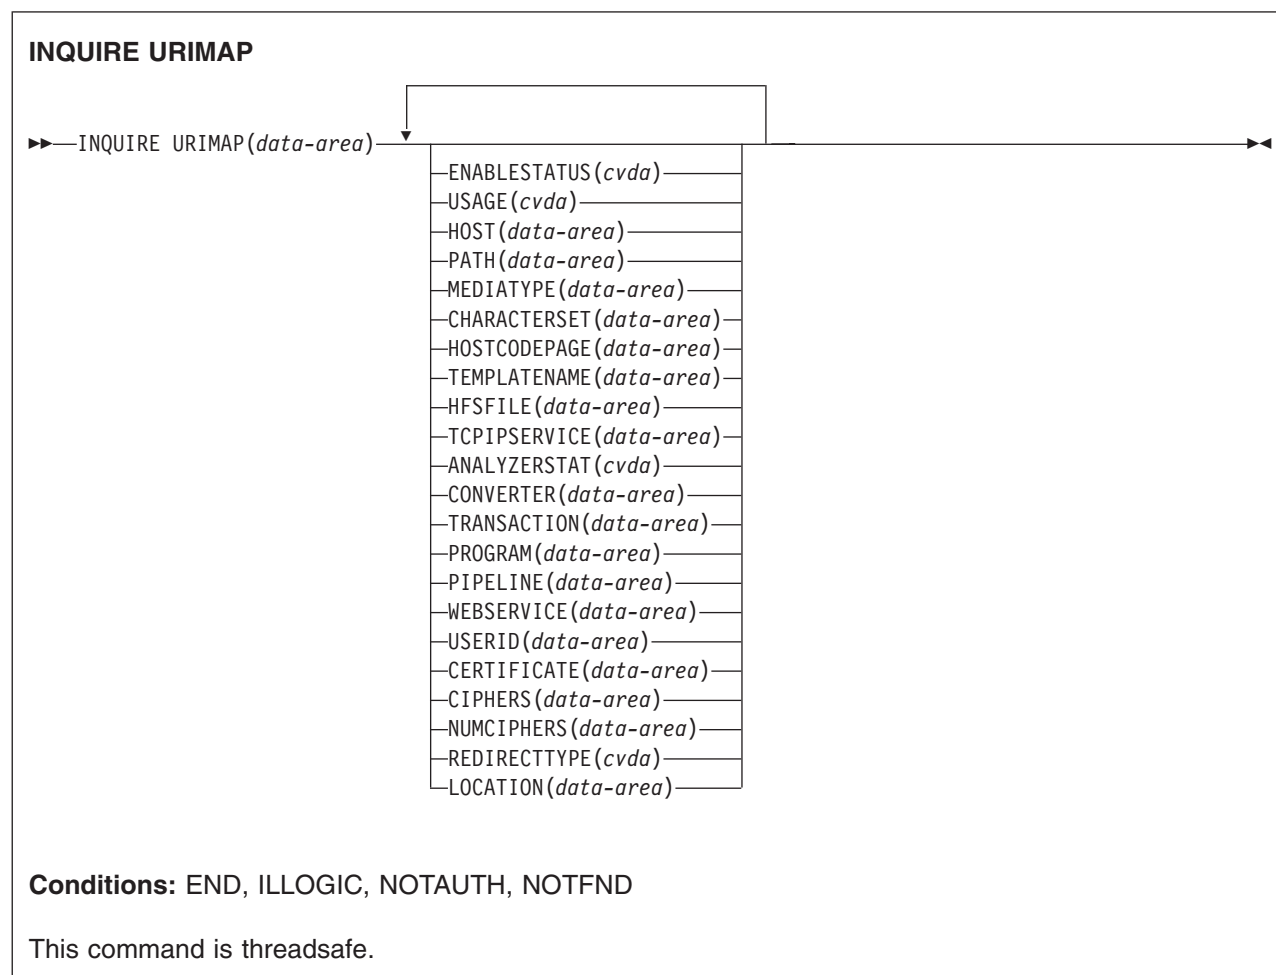 INQUIRE URIMAP
INQUIRE URIMAP(data-area)
ENABLESTATUS(cvda)
USAGE(cvda)
HOST(data-area)
PATH(data-area)
MEDIATYPE(data-area)
CHARACTERSET(data-area)
HOSTCODEPAGE(data-area)
TEMPLATENAME(data-area)
HFSFILE(data-area)
TCPIPSERVICE(data-area)
ANALYZERSTAT(cvda)
CONVERTER(data-area)
TRANSACTION(data-area)
PROGRAM(data-area)
PIPELINE(data-area)
WEBSERVICE(data-area)
USERID(data-area)
CERTIFICATE(data-area)
CIPHERS(data-area)
NUMCIPHERS(data-area)
REDIRECTTYPE(cvda)
LOCATION(data-area)
Conditions: END, ILLOGIC, NOTAUTH, NOTFND
This command is threadsafe.